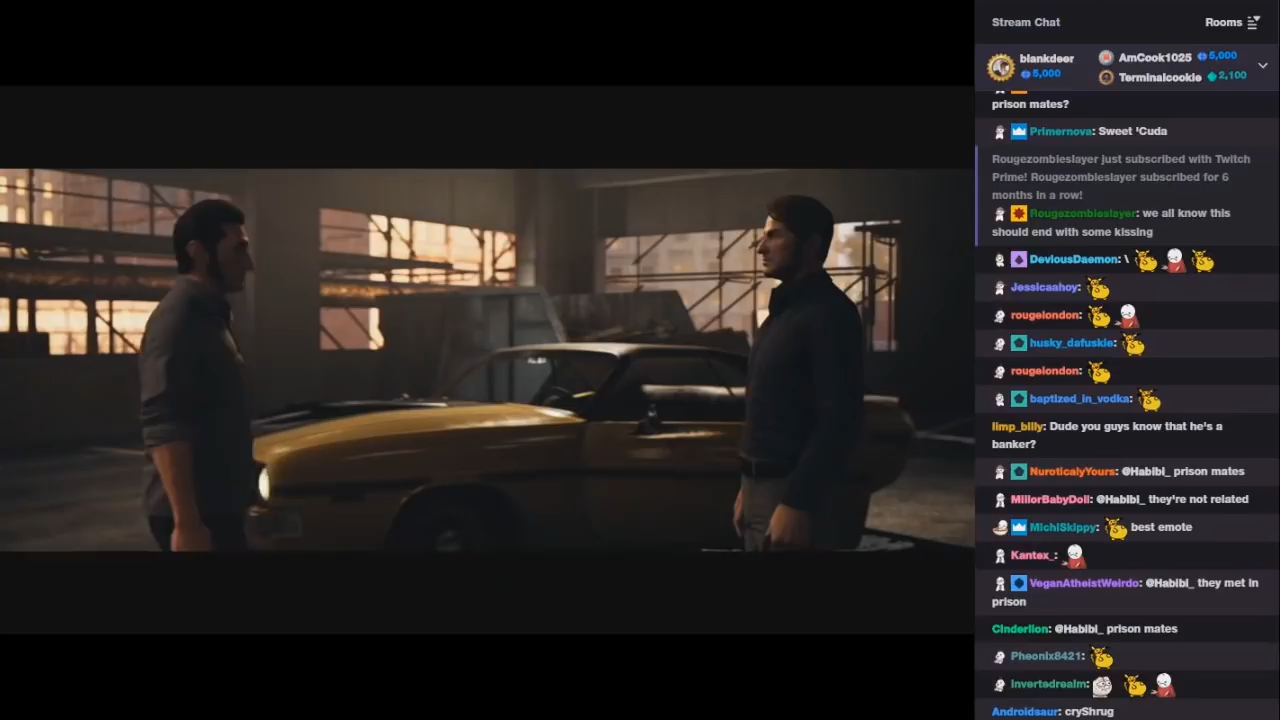 Stream Chat
Rooms
blankdeer
5,000
AmCook1025 5,000
Terminalcookie 2,100
prison mates?
Primernova: Sweet 'Cuda
Rougezombieslayer just subscribed with Twitch
Prime! Rougezombieslayer subscribed for 6
months in a row!
Rougezombieslayer: we all know this
should end with some kissing
DeviousDaemon: \
Jessicaahoy:
rougelondon:
husky_dafuskie:
rougelondon:
baptized_in_vodka:
limp_billy: Dude you guys know that he's a
banker?
NuroticalyYours: @Habibi_ prison mates
MillorBabyDoll: @Habibi_ they're not related
MichiSkippy: best emote
Kantex_:
VeganAtheistWeirdo: @Habibi_ they met in
prison
Cinderlion: @Habibi_ prison mates
Pheonix8421:
invertedrealm:
Androidsaur: cryShrug